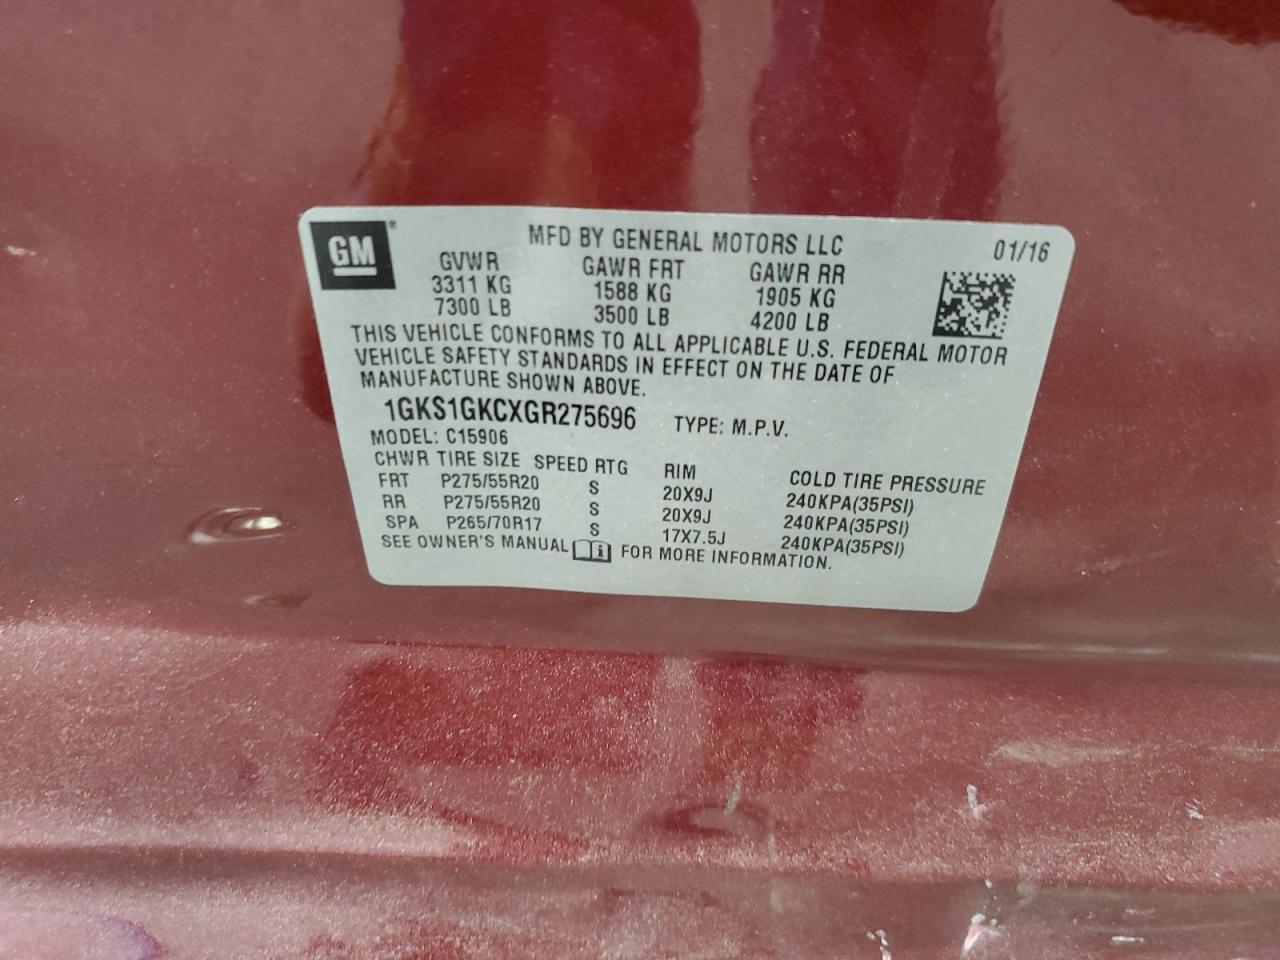 GM®
MFD BY GENERAL MOTORS LLC 01/16
GVWR GAWR FRT GAWR RR
3311 KG 1588 KG 1905 KG
7300 LB 3500 LB 4200 LB
THIS VEHICLE CONFORMS TO ALL APPLICABLE U.S. FEDERAL MOTOR
VEHICLE SAFETY STANDARDS IN EFFECT ON THE DATE OF
MANUFACTURE SHOWN ABOVE.
1GKS1GKCXGR275696 TYPE: M.P.V.
MODEL: C15906
CHWR TIRE SIZE SPEED RTG RIM COLD TIRE PRESSURE
FRT P275/55R20 S 20X9J 240KPA(35PSI)
RR P275/55R20 S 20X9J 240KPA(35PSI)
SPA P265/70R17 S 17X7.5J 240KPA(35PSI)
SEE OWNER'S MANUAL i FOR MORE INFORMATION.